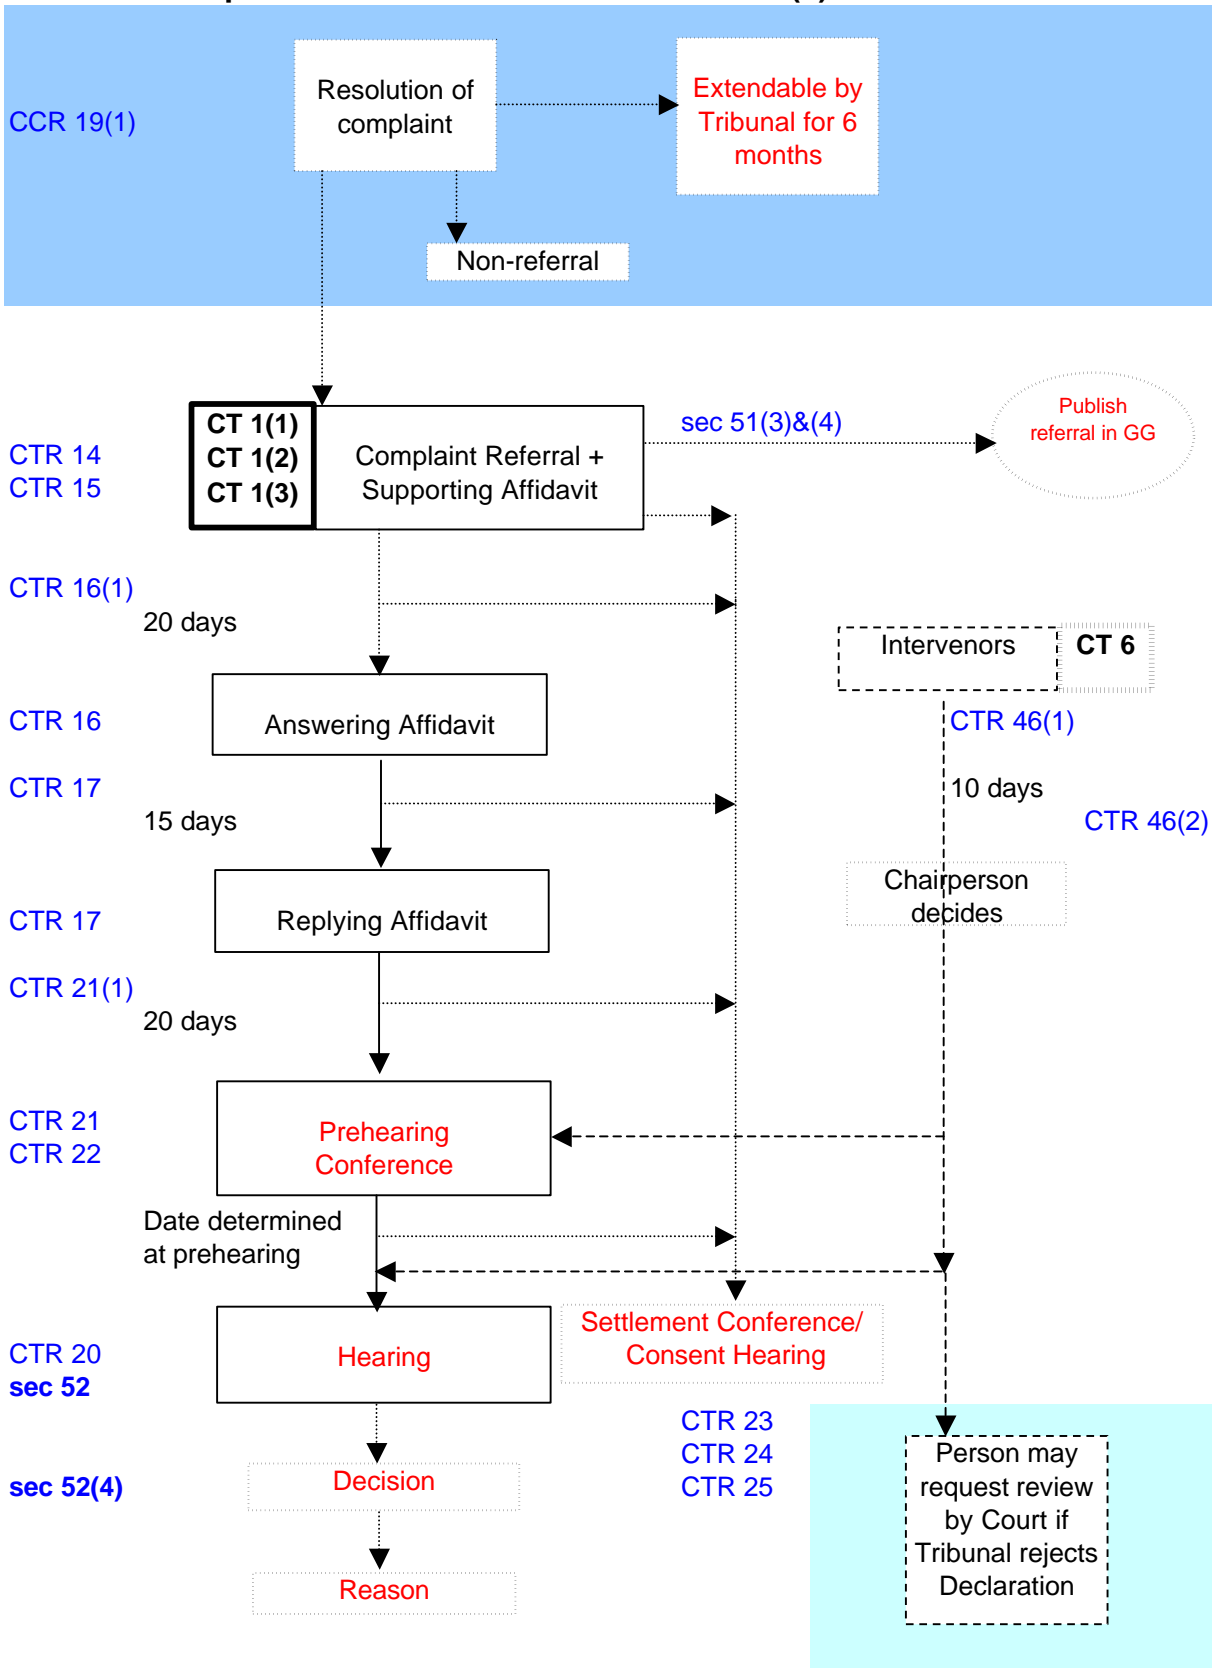 Resolution of
complaint
Extendable by
Tribunal for 6
months
CCR 19(1)
Non-referral
CT 1(1)
CT 1(2)
CT 1(3)
Complaint Referral +
Supporting Affidavit
sec 51(3)&(4)
Publish
referral in GG
CTR 14
CTR 15
CTR 16(1)
20 days
Intervenors
CT 6
CTR 16
Answering Affidavit
CTR 46(1)
CTR 17
10 days
15 days
CTR 46(2)
Chairperson
decides
CTR 17
Replying Affidavit
CTR 21(1)
20 days
CTR 21
CTR 22
Prehearing
Conference
Date determined
at prehearing
Settlement Conference/
Consent Hearing
CTR 20
sec 52
Hearing
CTR 23
CTR 24
CTR 25
sec 52(4)
Decision
Person may
request review
by Court if
Tribunal rejects
Declaration
Reason